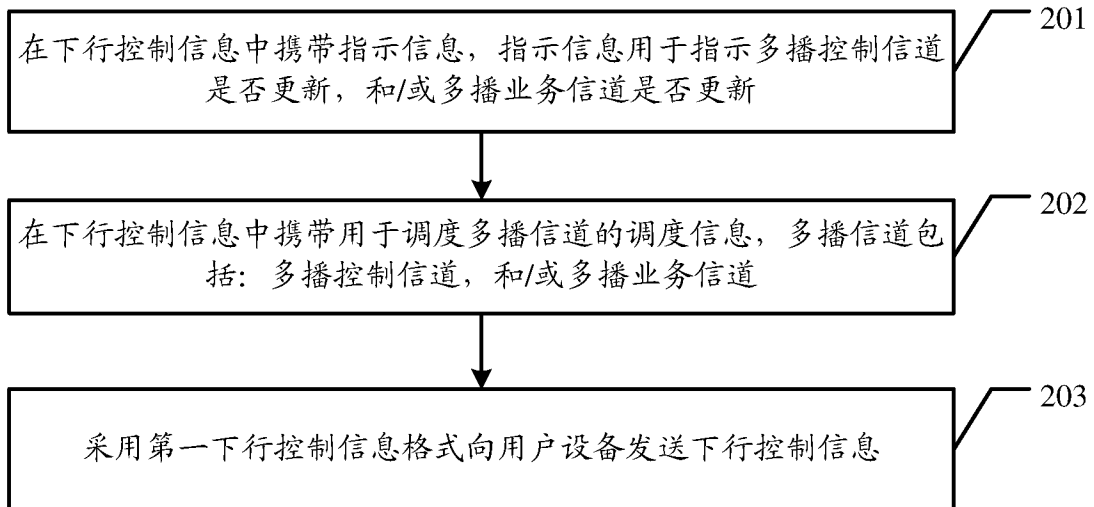 在下行控制信息中携带指示信息，指示信息用于指示多播控制信道
是否更新，和/或多播业务信道是否更新
201
在下行控制信息中携带用于调度多播信道的调度信息，多播信道包
括：多播控制信道，和/或多播业务信道
202
采用第一下行控制信息格式向用户设备发送下行控制信息
203